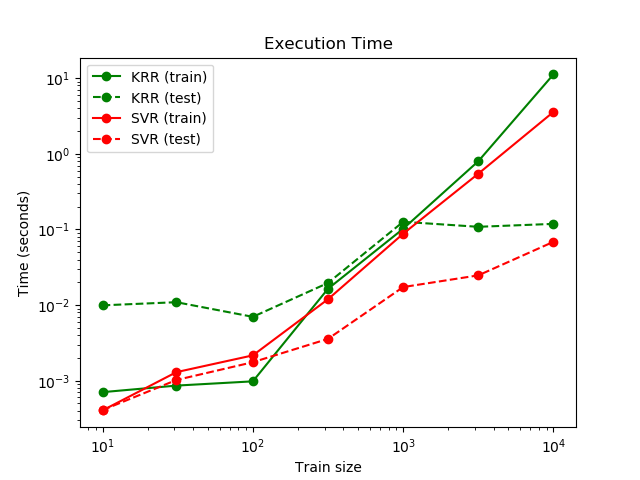 Execution Time
KRR (train)
KRR (test)
SVR (train)
SVR (test)
Time (seconds)
10¹
10⁰
10⁻¹
10⁻²
10⁻³
10¹ 10² 10³ 10⁴
Train size